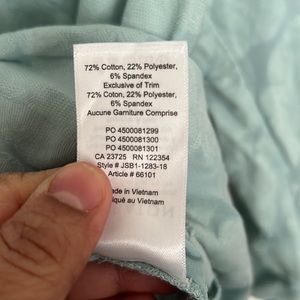 72% Cotton, 22% Polyester,
6% Spandex
Exclusive of Trim
72% Coton, 22% Polyester,
6% Spandex
Aucune Garniture Comprise
PO 4500081299
PO 4500081300
PO 4500081301
CA 23725 RN 122354
Style # JSB1-1283-18
Article # 66101
in Vietnam
au Vietnam